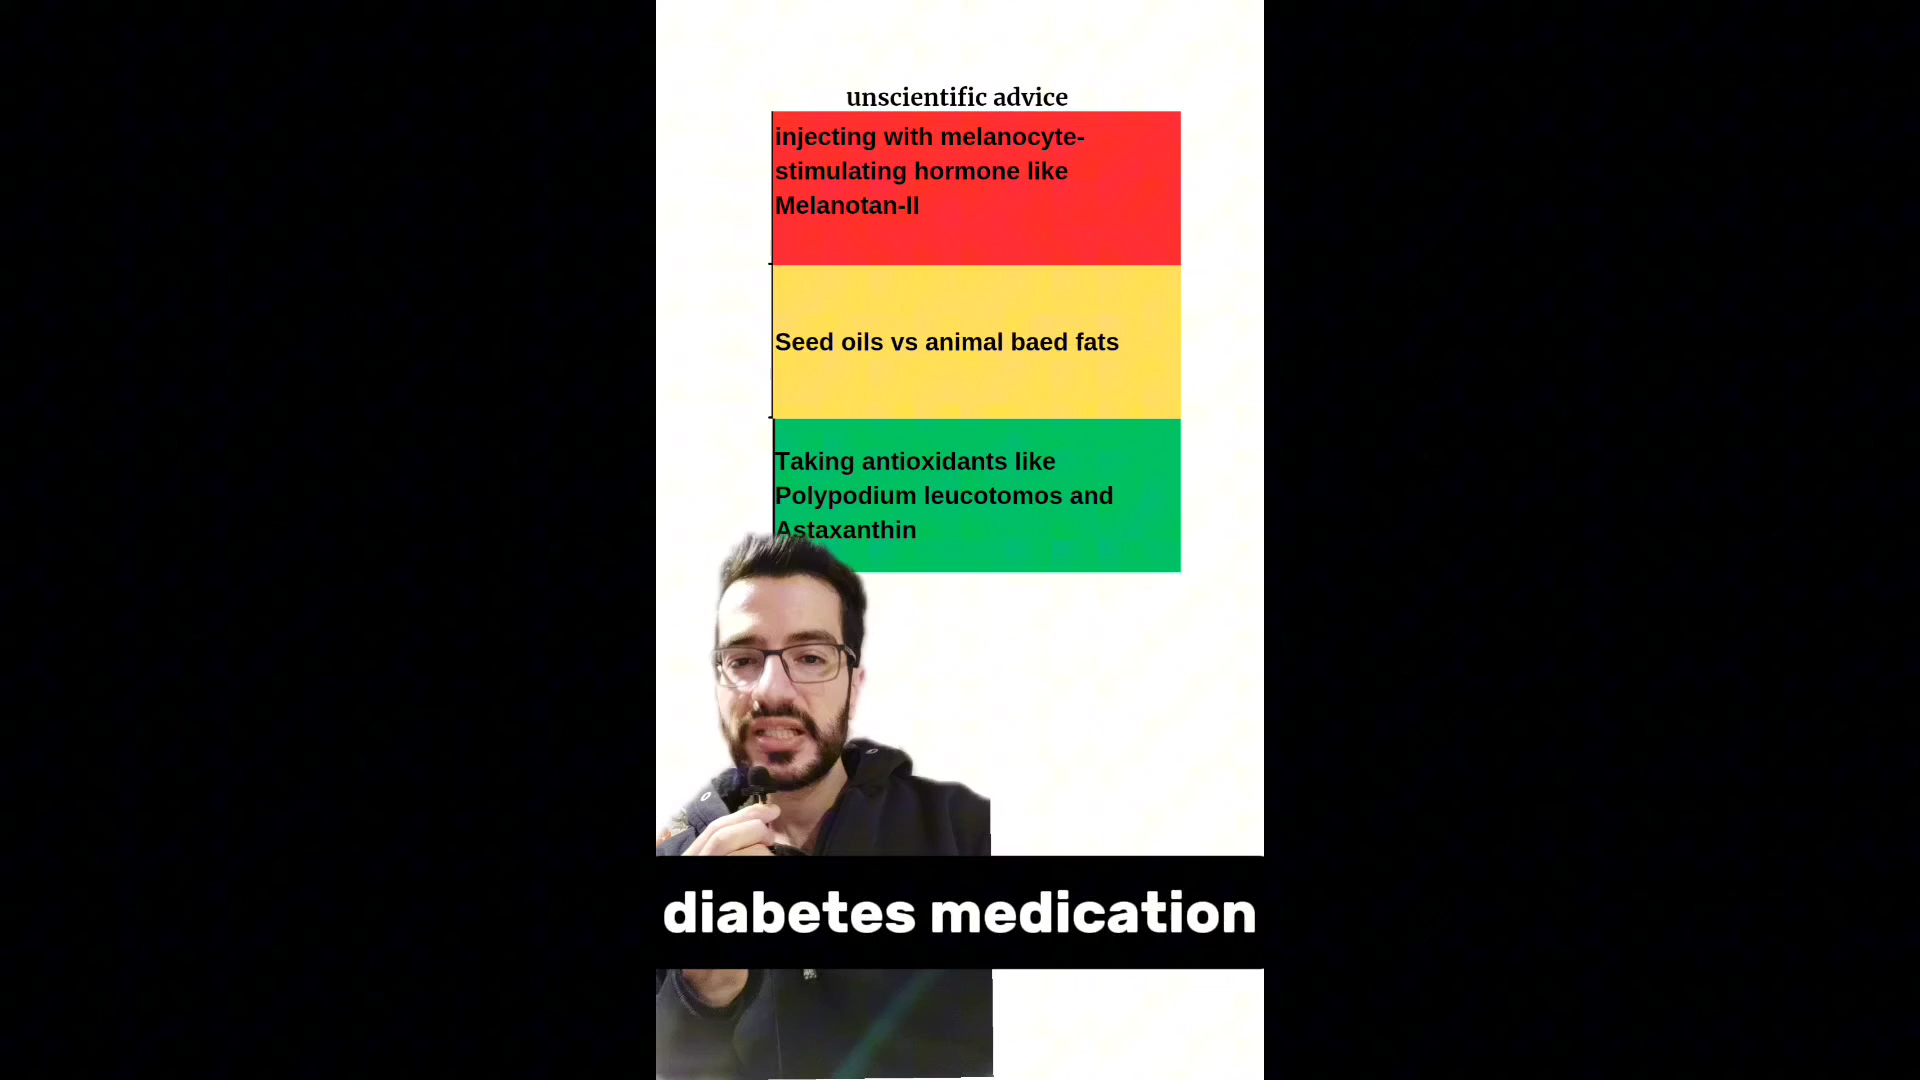 unscientific advice
injecting with melanocyte-
stimulating hormone like
Melanotan-II
Seed oils vs animal baed fats
Taking antioxidants like
Polypodium leucotomos and
Astaxanthin
diabetes medication